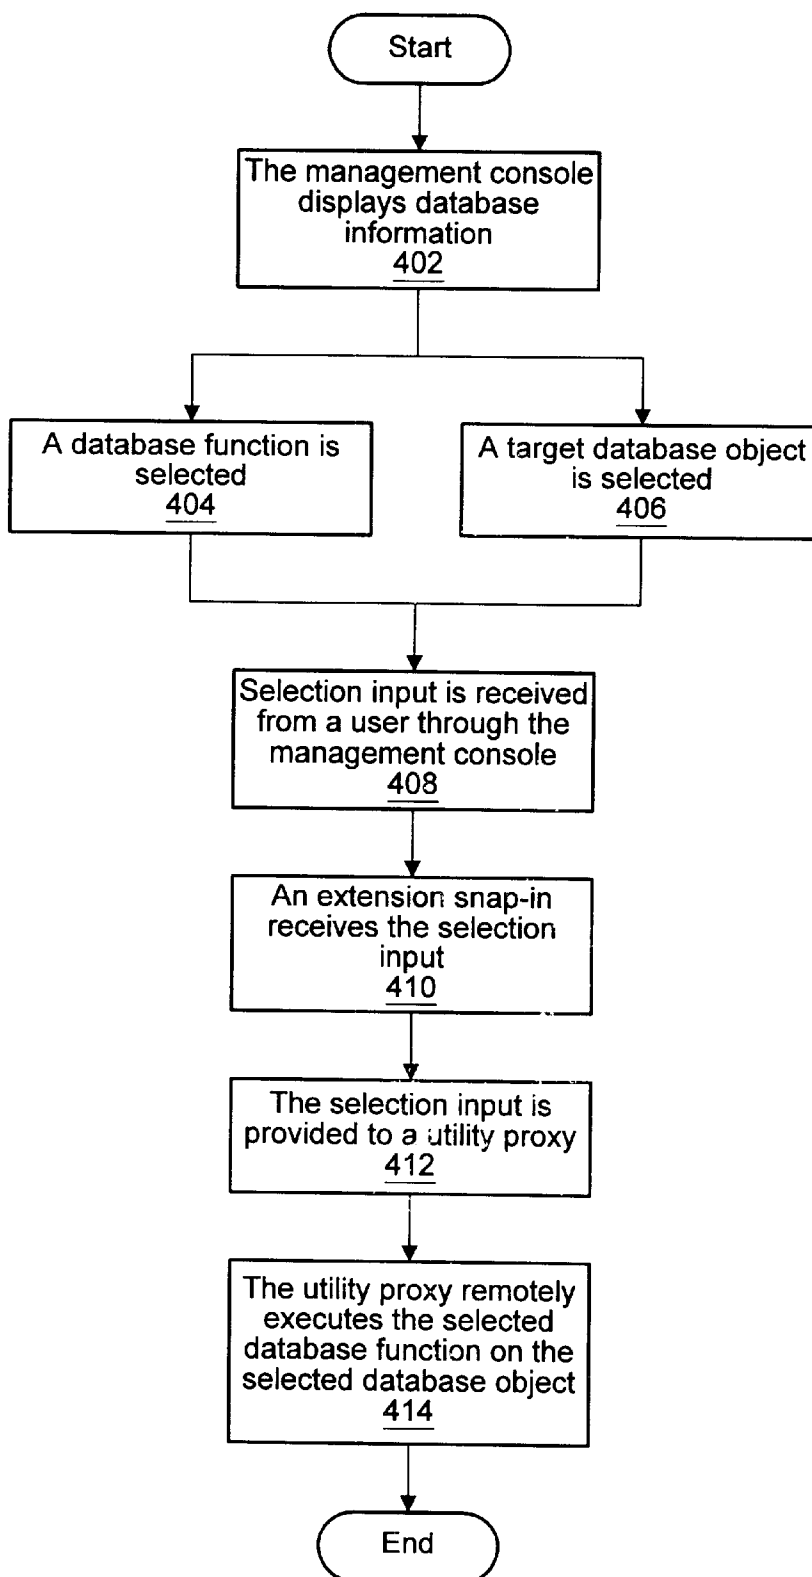 Start
The management console
displays database
information
402
A database function is
selected
404
A target database object
is selected
406
Selection input is received
from a user through the
management console
408
An extension snap-in
receives the selection
input
410
The selection input is
provided to a utility proxy
412
The utility proxy remotely
executes the selected
database function on the
selected database object
414
End